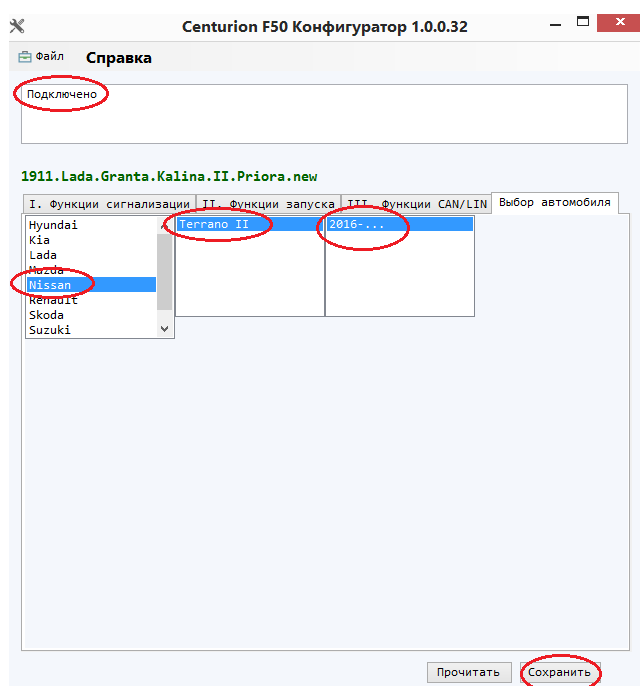 Centurion F50 Конфигуратор 1.0.0.32
Файл Справка
Подключено
1911.Lada.Granta.Kalina.II.Priora.new
I. Функции сигнализации II. Функции запуска III. Функции CAN/LIN Выбор автомобиля
Hyundai
Kia
Lada
Mazda
Nissan
Renault
Skoda
Suzuki
Terrano II
2016-...
Прочитать Сохранить